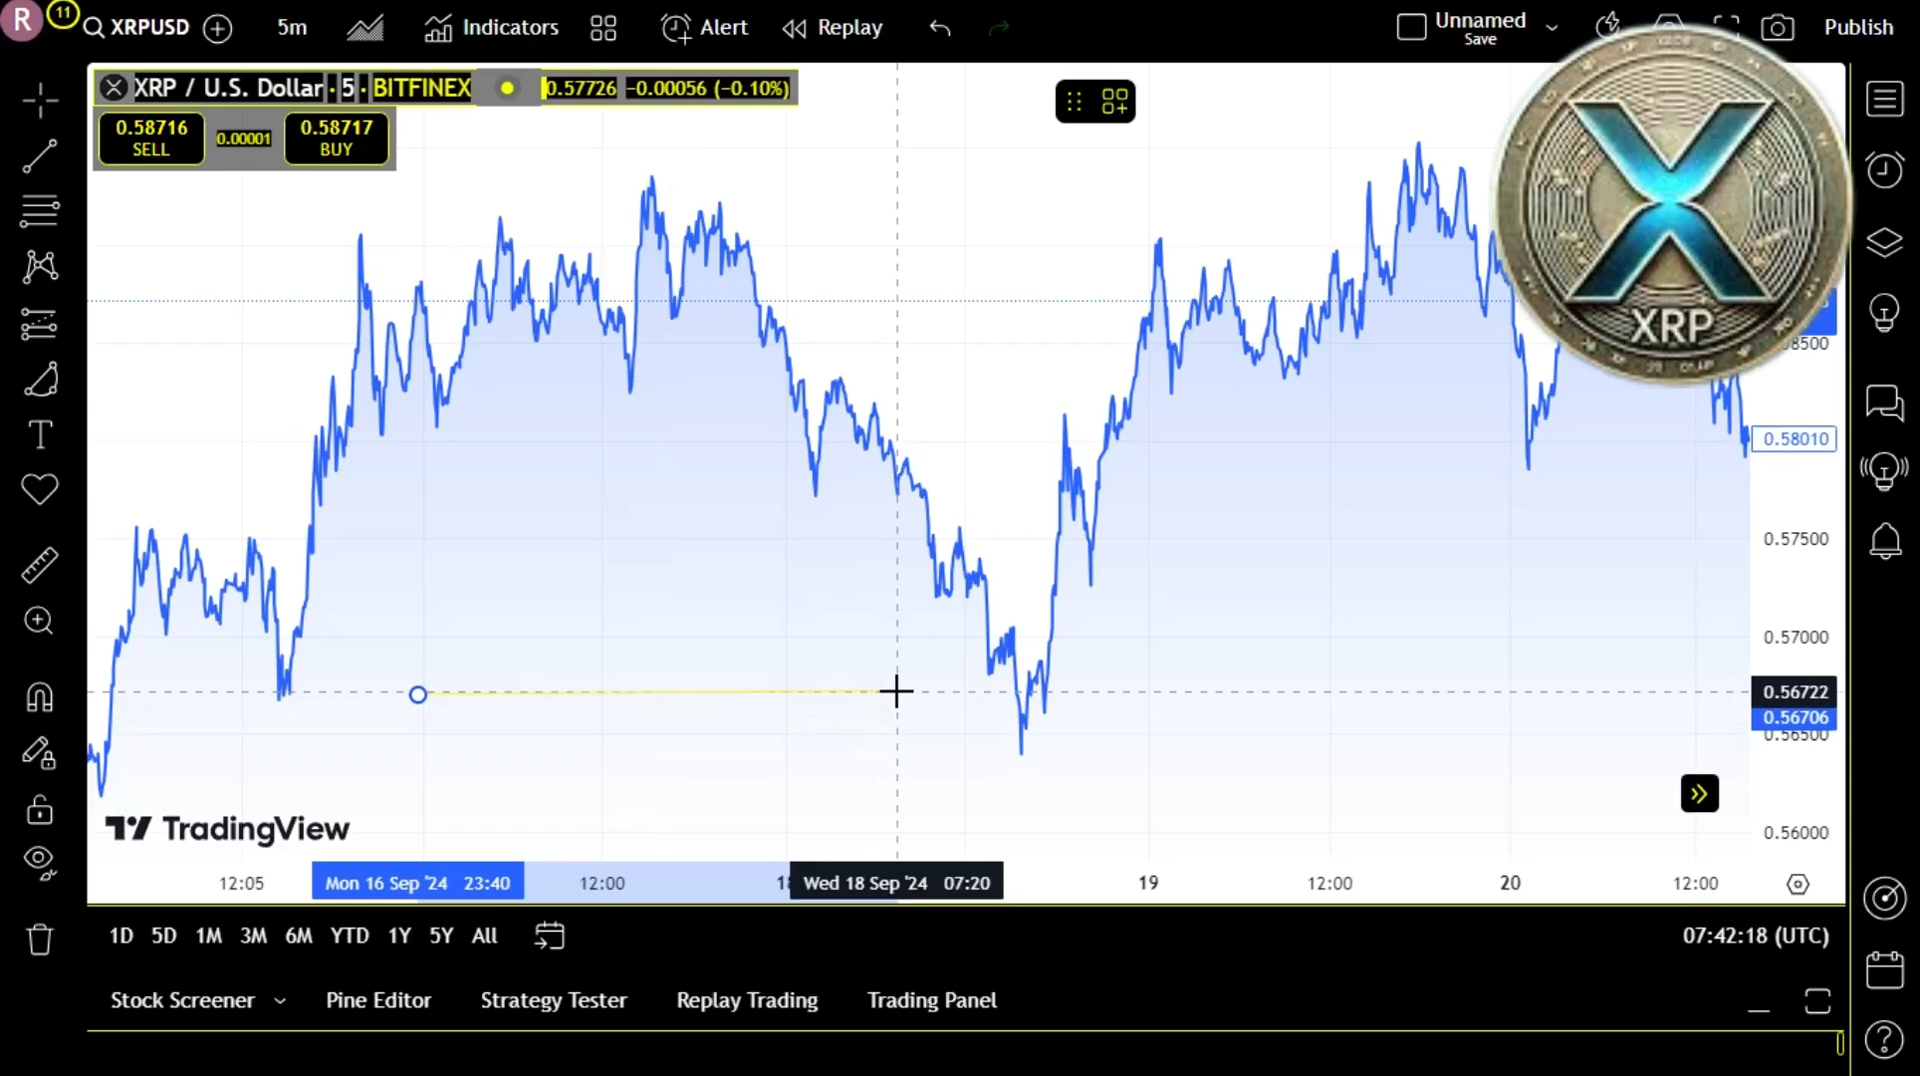 R
11
XRPUSD
5m
Indicators
Alert
Replay
Unnamed
Save
Publish
XRP / U.S. Dollar · 5 · BITFINEX
0.57726 −0.00056 (−0.10%)
0.58716
SELL
0.00001
0.58717
BUY
XRP
0.58010
0.57500
0.57000
0.56722
0.56706
0.56500
0.56000
TradingView
12:05
Mon 16 Sep '24 23:40
12:00
Wed 18 Sep '24 07:20
19
12:00
20
12:00
1D 5D 1M 3M 6M YTD 1Y 5Y All
07:42:18 (UTC)
Stock Screener
Pine Editor
Strategy Tester
Replay Trading
Trading Panel